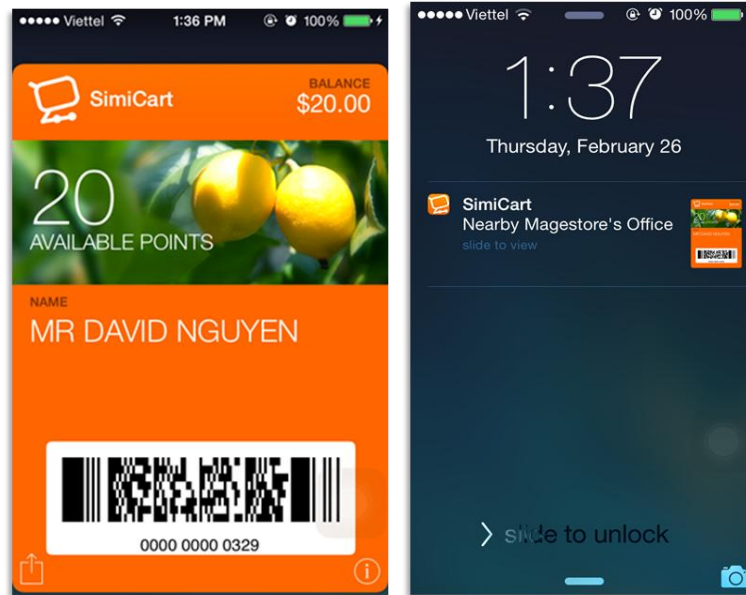 Viettel 1:36 PM 100%
SimiCart
BALANCE
$20.00
20
AVAILABLE POINTS
NAME
MR DAVID NGUYEN
0000 0000 0329
Viettel 100%
1:37
Thursday, February 26
SimiCart
Nearby Magestore's Office
slide to view
slide to unlock